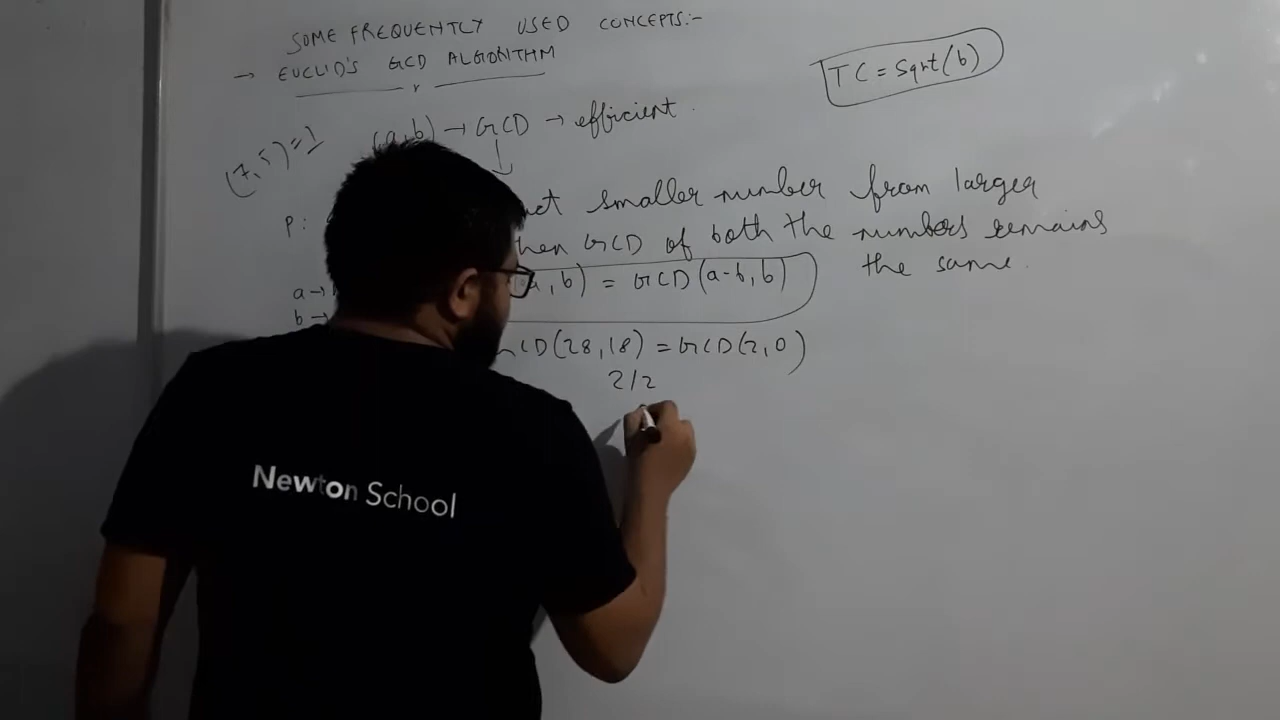 SOME FREQUENTLY USED CONCEPTS:-
→ EUCLID'S GCD ALGORITHM
TC = Sqrt(b)
(7,5)=1
(a,b) → GCD → efficient.
P:
smaller number from larger
GCD of both the numbers remains
the same.
a →
,b) = GCD(a-b,b)
b →
CD(28,18) = GCD(2,0)
2/2
Newton School